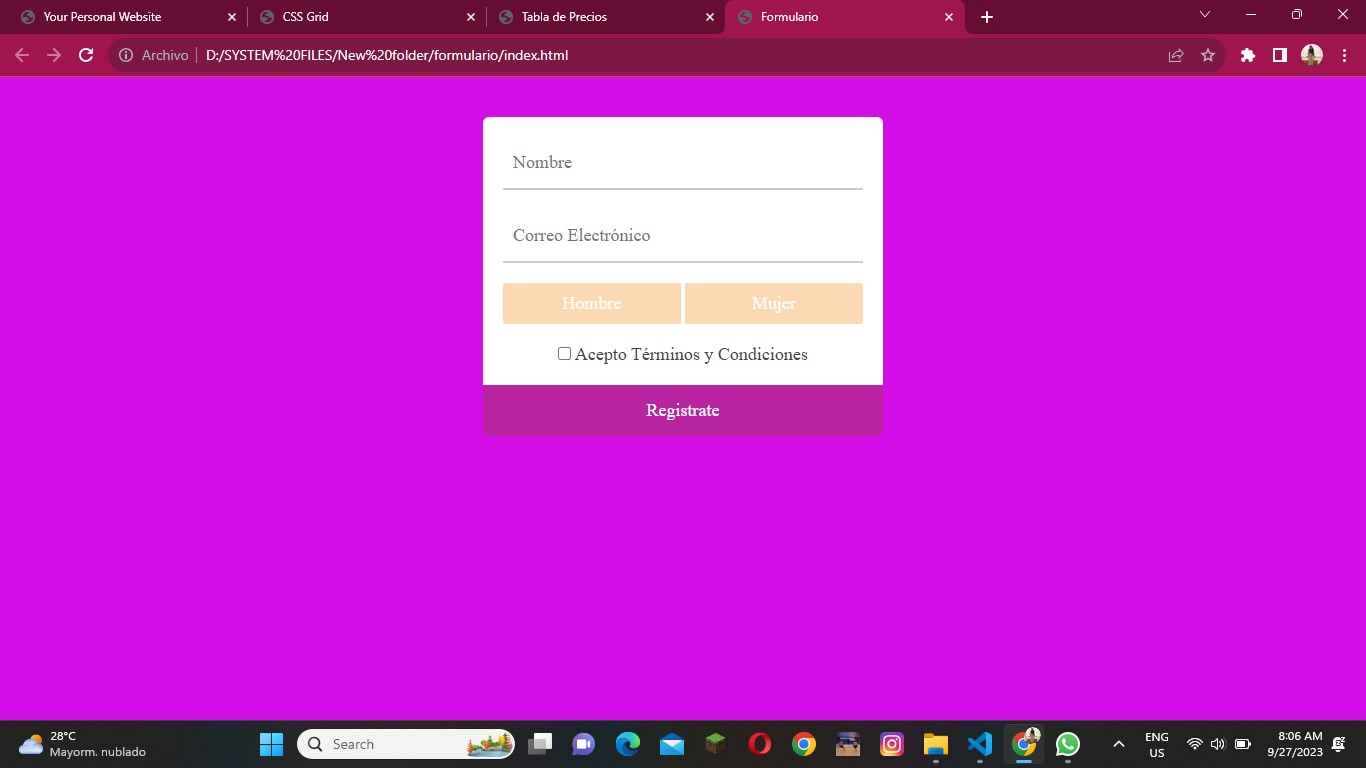 Your Personal Website
CSS Grid
Tabla de Precios
Formulario
Archivo
D:/SYSTEM%20FILES/New%20folder/formulario/index.html
Nombre
Correo Electrónico
Hombre Mujer
Acepto Términos y Condiciones
Registrate
28°C
Mayorm. nublado
Search
ENG
US
8:06 AM
9/27/2023